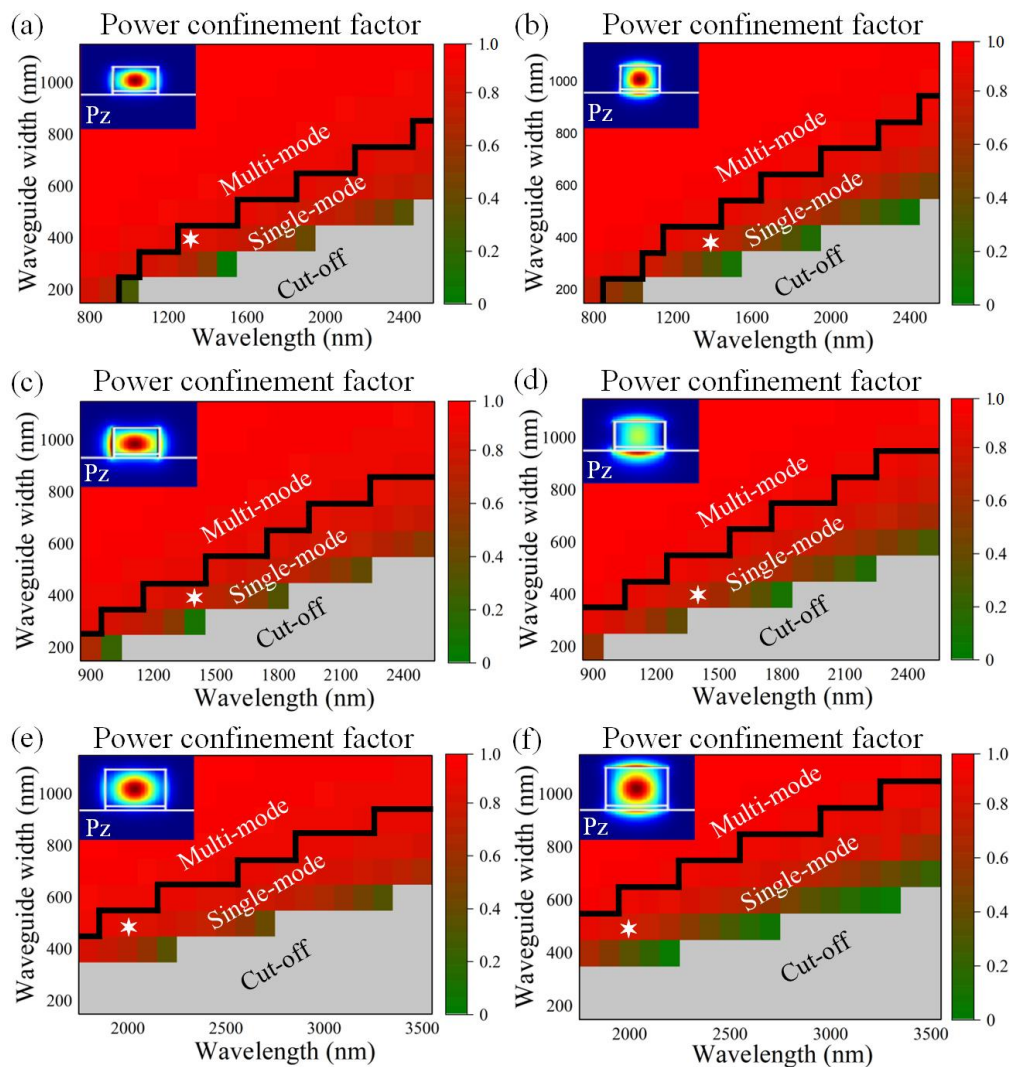 (a) Power confinement factor
Waveguide width (nm)
1000
800
600
400
200
Pz
Multi-mode
Single-mode
Cut-off
800 1200 1600 2000 2400
Wavelength (nm)
1.0
0.8
0.6
0.4
0.2
0
(b) Power confinement factor
Waveguide width (nm)
1000
800
600
400
200
Pz
Multi-mode
Single-mode
Cut-off
800 1200 1600 2000 2400
Wavelength (nm)
1.0
0.8
0.6
0.4
0.2
0
(c) Power confinement factor
Waveguide width (nm)
1000
800
600
400
200
Pz
Multi-mode
Single-mode
Cut-off
900 1200 1500 1800 2100 2400
Wavelength (nm)
1.0
0.8
0.6
0.4
0.2
0
(d) Power confinement factor
Waveguide width (nm)
1000
800
600
400
200
Pz
Multi-mode
Single-mode
Cut-off
900 1200 1500 1800 2100 2400
Wavelength (nm)
1.0
0.8
0.6
0.4
0.2
0
(e) Power confinement factor
Waveguide width (nm)
1000
800
600
400
200
Pz
Multi-mode
Single-mode
Cut-off
2000 2500 3000 3500
Wavelength (nm)
1.0
0.8
0.6
0.4
0.2
0
(f) Power confinement factor
Waveguide width (nm)
1000
800
600
400
200
Pz
Multi-mode
Single-mode
Cut-off
2000 2500 3000 3500
Wavelength (nm)
1.0
0.8
0.6
0.4
0.2
0